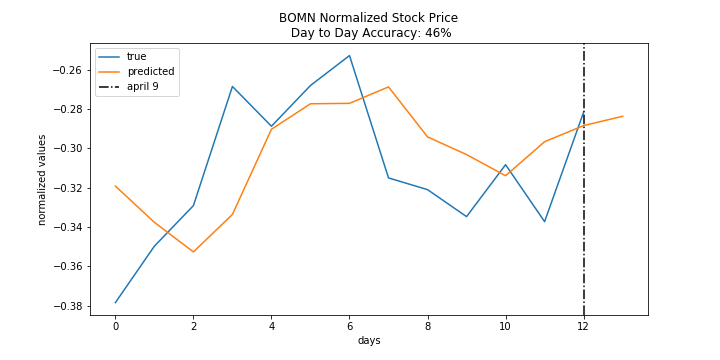 BOMN Normalized Stock Price
Day to Day Accuracy: 46%
true
predicted
april 9
normalized values
−0.26
−0.28
−0.30
−0.32
−0.34
−0.36
−0.38
0 2 4 6 8 10 12
days